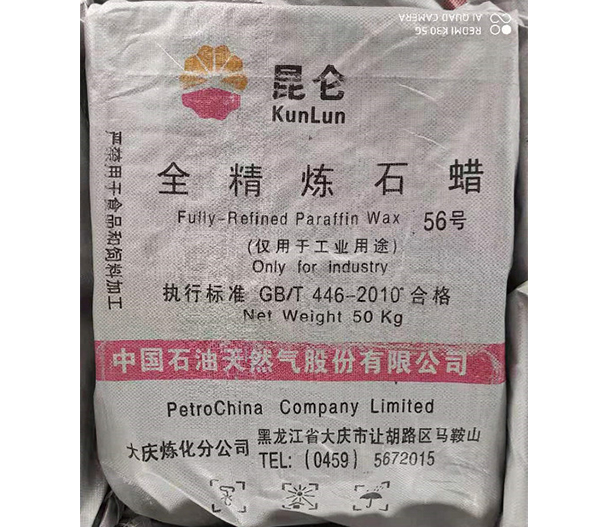 REDMI K30 5G
AI QUAD CAMERA
昆仑
KunLun
严禁用于食品和饲料加工
全精炼石蜡
Fully-Refined Paraffin Wax 56号
(仅用于工业用途)
Only for industry
执行标准 GB/T 446-2010 合格
Net Weight 50 Kg
中国石油天然气股份有限公司
PetroChina Company Limited
大庆炼化分公司
黑龙江省大庆市让胡路区马鞍山
TEL: (0459) 5672015